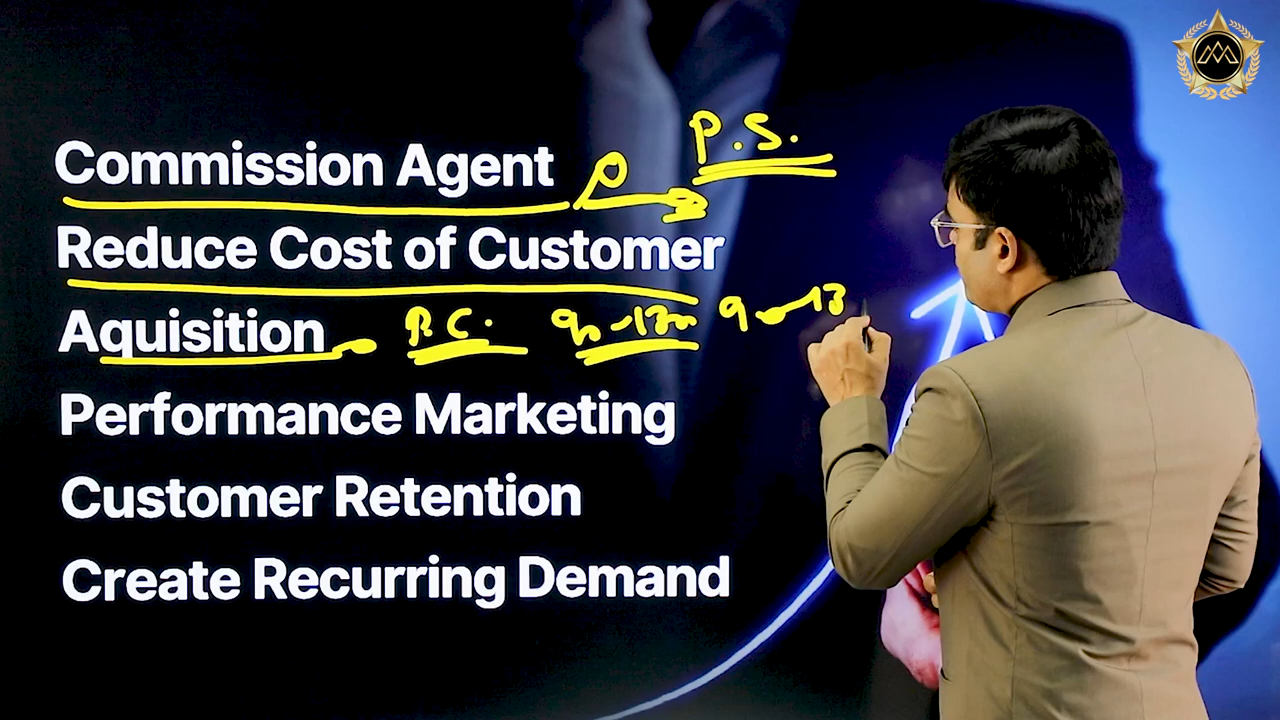 Commission Agent P.S.
Reduce Cost of Customer
Aquisition P.C.
Performance Marketing
Customer Retention
Create Recurring Demand